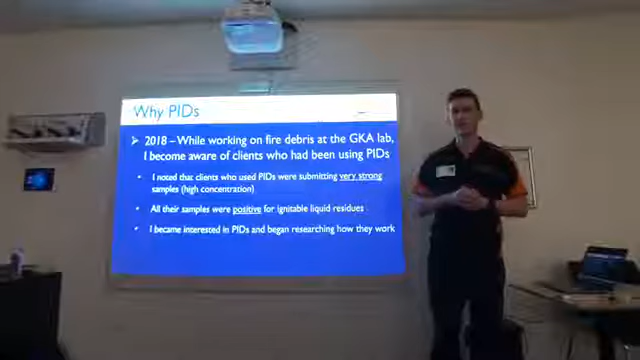 Why PIDs
2018 – While working on fire debris at the GKA lab,
I become aware of clients who had been using PIDs
I noted that clients who used PIDs were submitting very strong
samples (high concentration)
All their samples were positive for ignitable liquid residues
I became interested in PIDs and began researching how they work